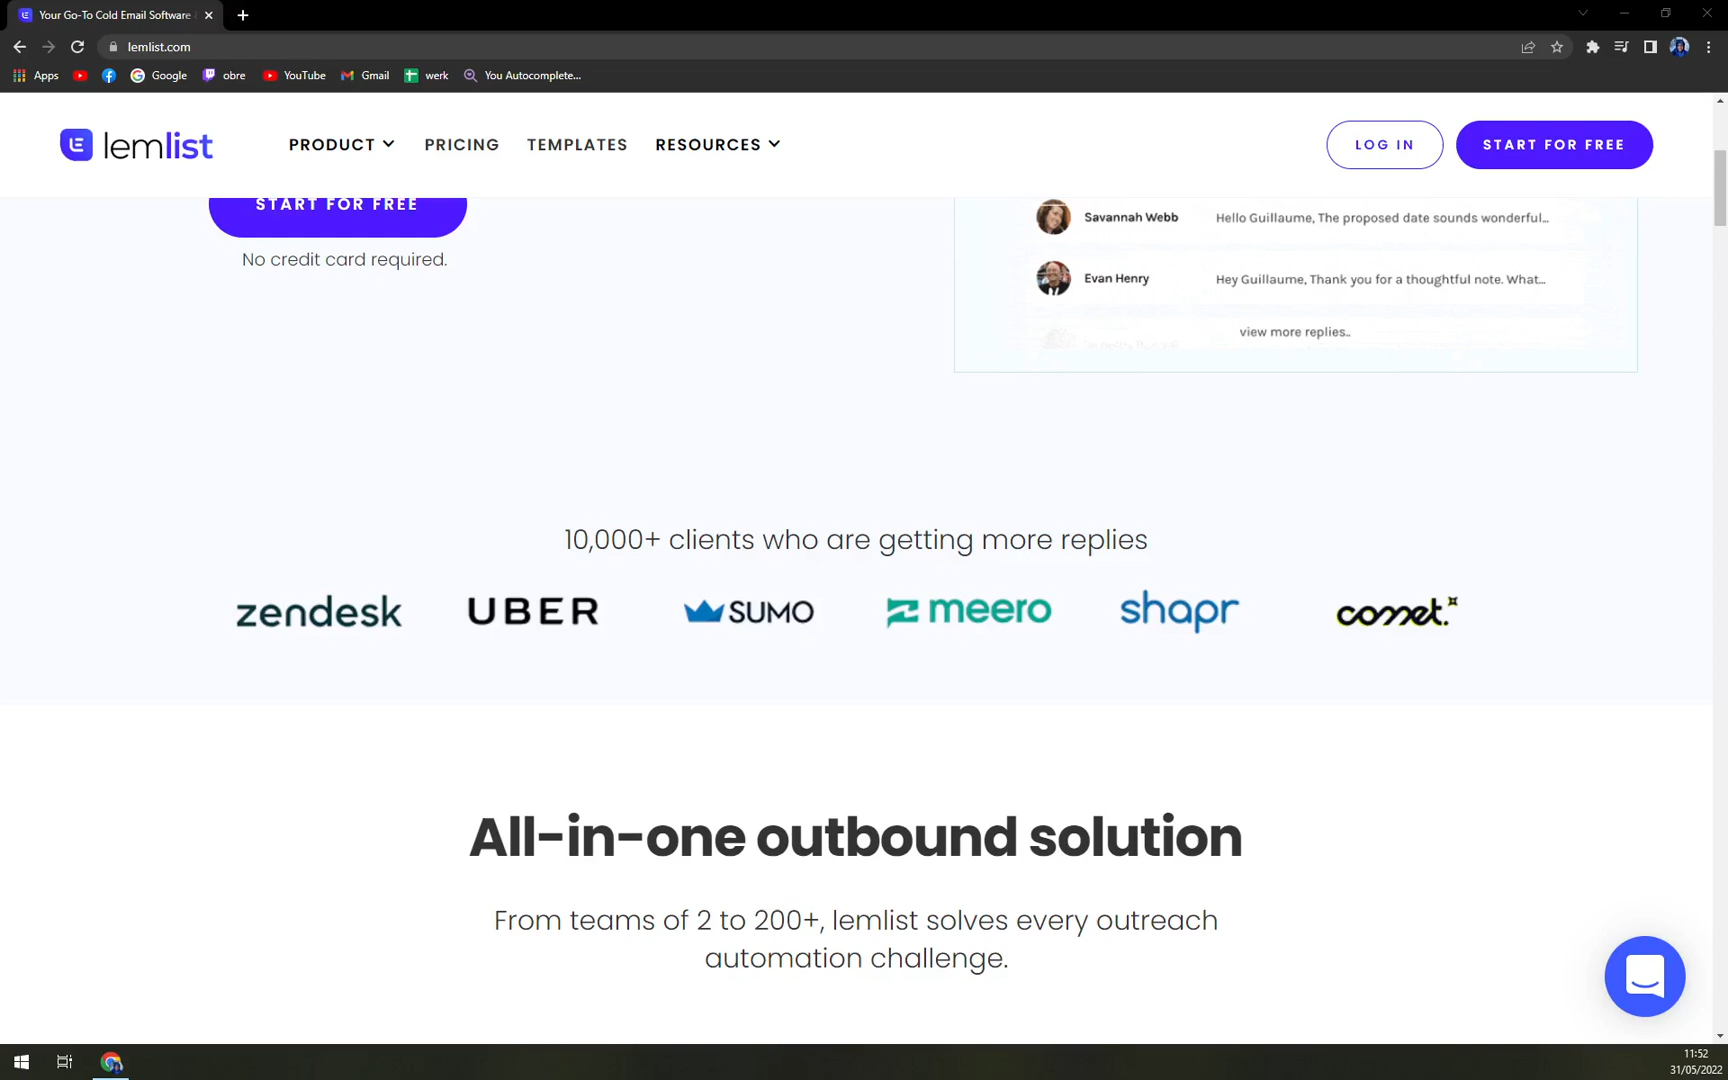 Your Go-To Cold Email Software
lemlist.com
Apps
Google
obre
YouTube
Gmail
werk
You Autocomplete...
lemlist
PRODUCT
PRICING
TEMPLATES
RESOURCES
LOG IN
START FOR FREE
START FOR FREE
No credit card required.
Savannah Webb
Hello Guillaume, The proposed date sounds wonderful...
Evan Henry
Hey Guillaume, Thank you for a thoughtful note. What...
view more replies..
10,000+ clients who are getting more replies
zendesk
UBER
SUMO
meero
shapr
comet.
All-in-one outbound solution
From teams of 2 to 200+, lemlist solves every outreach
automation challenge.
11:52
31/05/2022